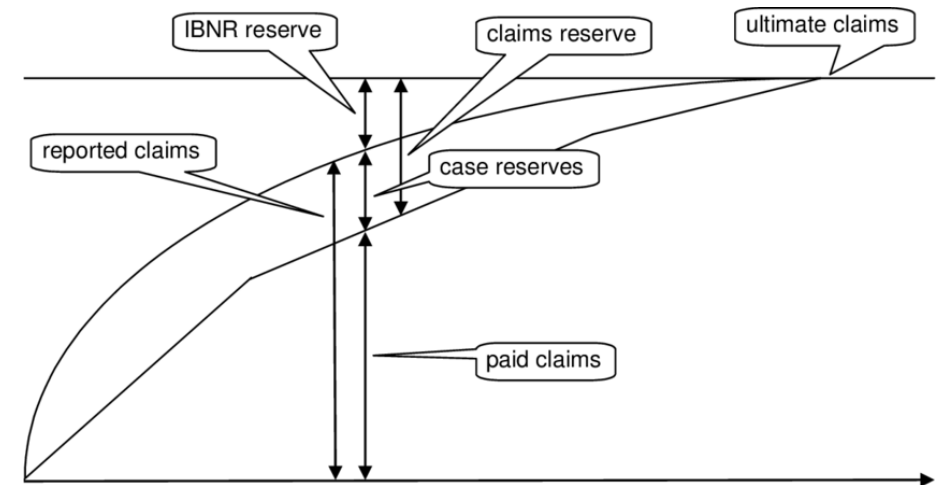 IBNR reserve
claims reserve
ultimate claims
reported claims
case reserves
paid claims